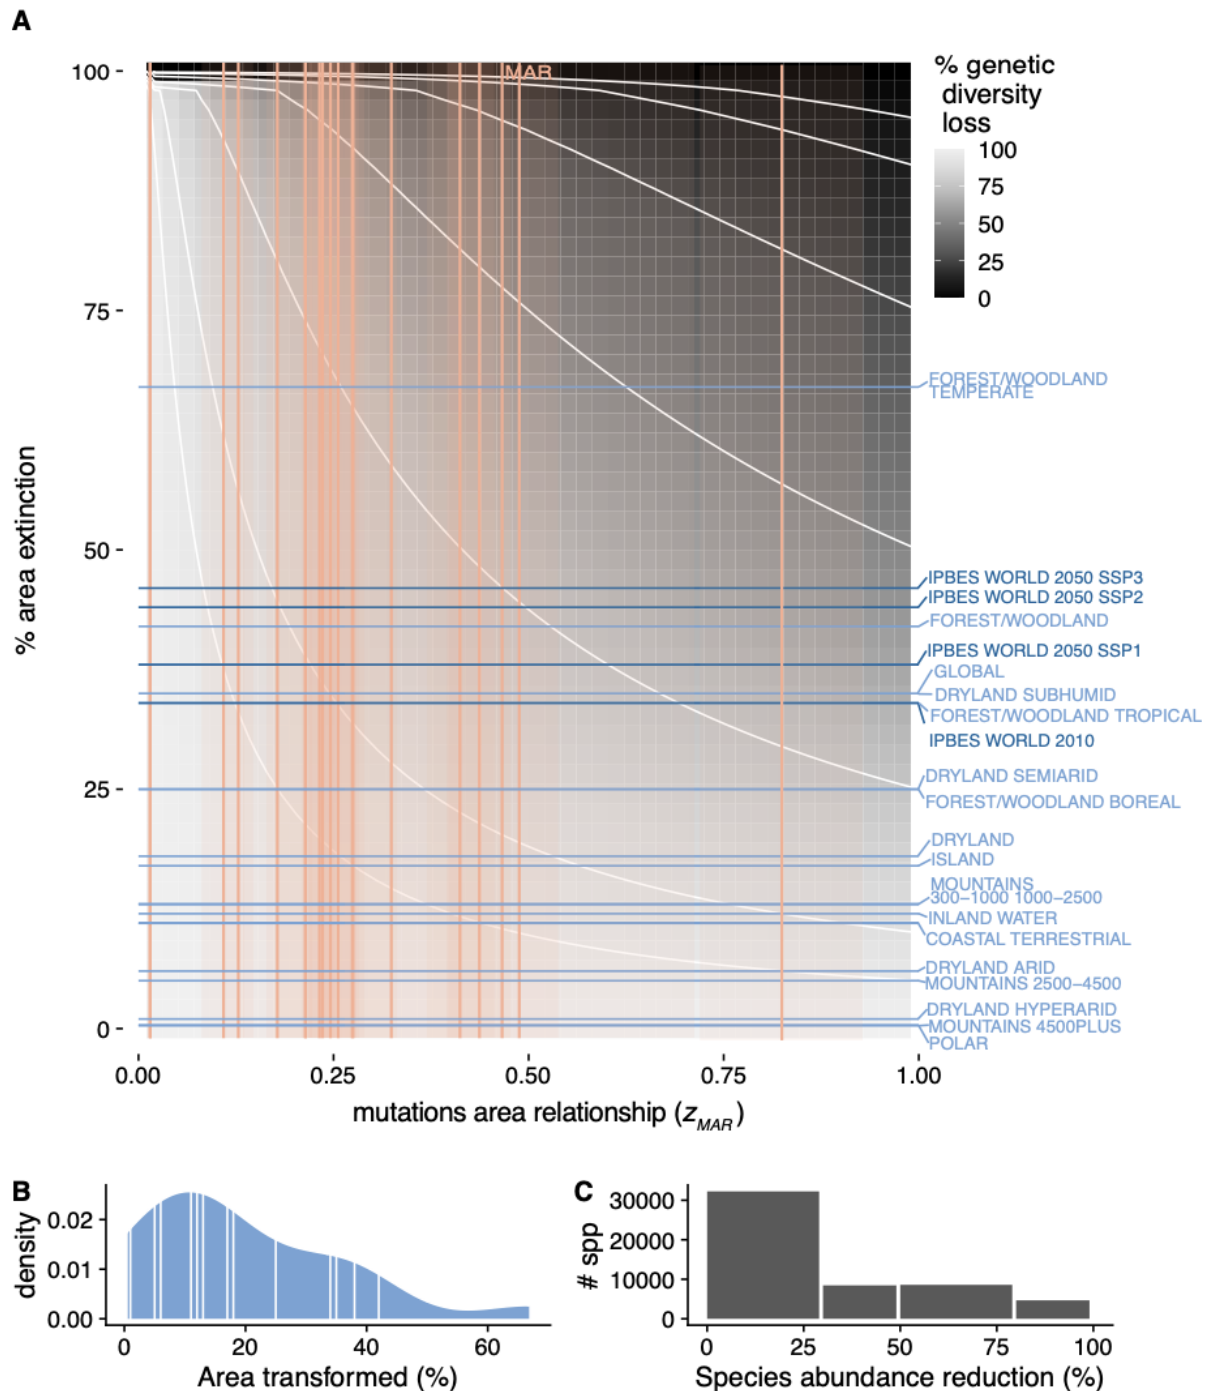 A
% genetic
diversity
loss
100
75
50
25
0
MAR
100
75
50
25
0
% area extinction
FOREST/WOODLAND
TEMPERATE
IPBES WORLD 2050 SSP3
IPBES WORLD 2050 SSP2
FOREST/WOODLAND
IPBES WORLD 2050 SSP1
GLOBAL
DRYLAND SUBHUMID
FOREST/WOODLAND TROPICAL
IPBES WORLD 2010
DRYLAND SEMIARID
FOREST/WOODLAND BOREAL
DRYLAND
ISLAND
MOUNTAINS
300−1000 1000−2500
INLAND WATER
COASTAL TERRESTRIAL
DRYLAND ARID
MOUNTAINS 2500−4500
DRYLAND HYPERARID
MOUNTAINS 4500PLUS
POLAR
0.00 0.25 0.50 0.75 1.00
mutations area relationship (z_MAR)
B
density
0.02
0.01
0.00
0 20 40 60
Area transformed (%)
C
# spp
30000
20000
10000
0
0 25 50 75 100
Species abundance reduction (%)